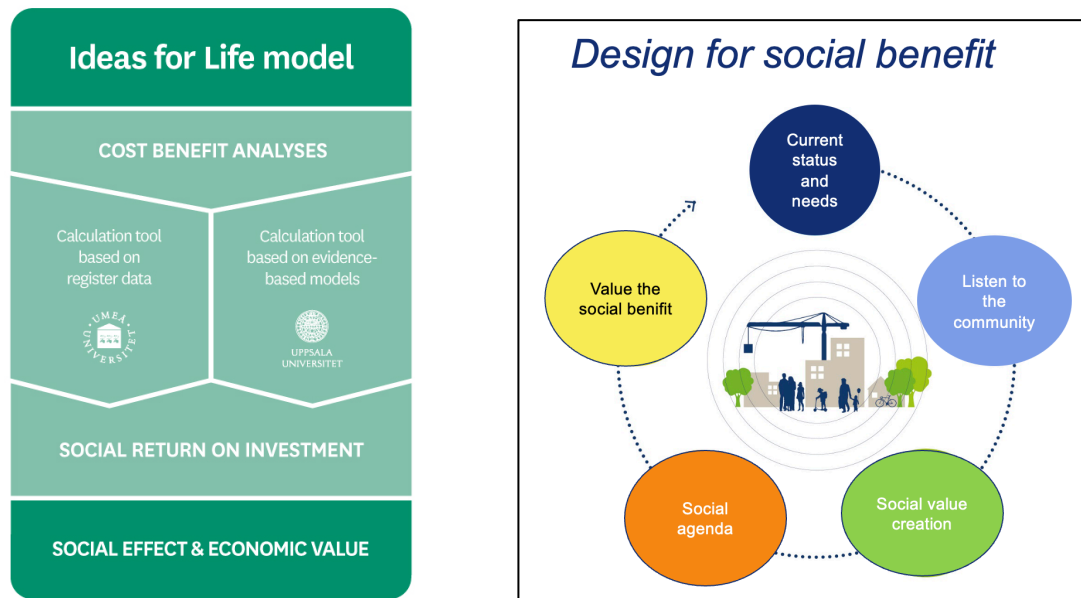 Ideas for Life model
COST BENEFIT ANALYSES
Calculation tool
based on
register data
UMEÅ
UNIVERSITET
Calculation tool
based on evidence-
based models
UPPSALA
UNIVERSITET
SOCIAL RETURN ON INVESTMENT
SOCIAL EFFECT & ECONOMIC VALUE
Design for social benefit
Current
status
and
needs
Listen to
the
community
Social value
creation
Social
agenda
Value the
social benifit